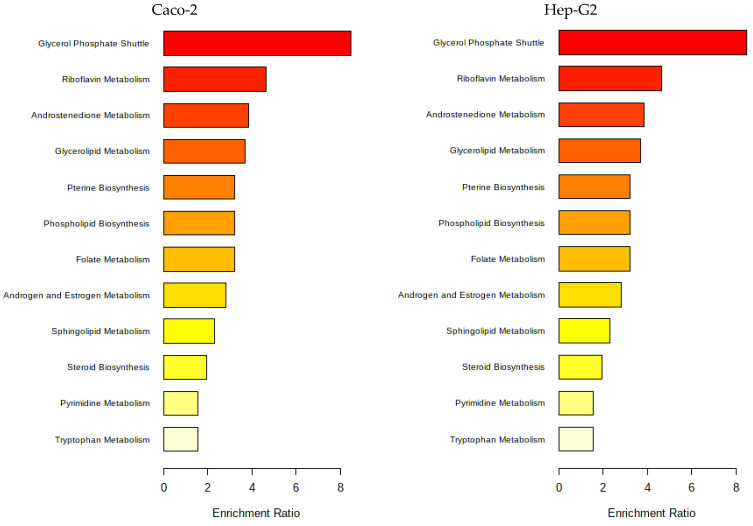 Caco-2
Glycerol Phosphate Shuttle
Riboflavin Metabolism
Androstenedione Metabolism
Glycerolipid Metabolism
Pterine Biosynthesis
Phospholipid Biosynthesis
Folate Metabolism
Androgen and Estrogen Metabolism
Sphingolipid Metabolism
Steroid Biosynthesis
Pyrimidine Metabolism
Tryptophan Metabolism
0 2 4 6 8
Enrichment Ratio
Hep-G2
Glycerol Phosphate Shuttle
Riboflavin Metabolism
Androstenedione Metabolism
Glycerolipid Metabolism
Pterine Biosynthesis
Phospholipid Biosynthesis
Folate Metabolism
Androgen and Estrogen Metabolism
Sphingolipid Metabolism
Steroid Biosynthesis
Pyrimidine Metabolism
Tryptophan Metabolism
0 2 4 6 8
Enrichment Ratio